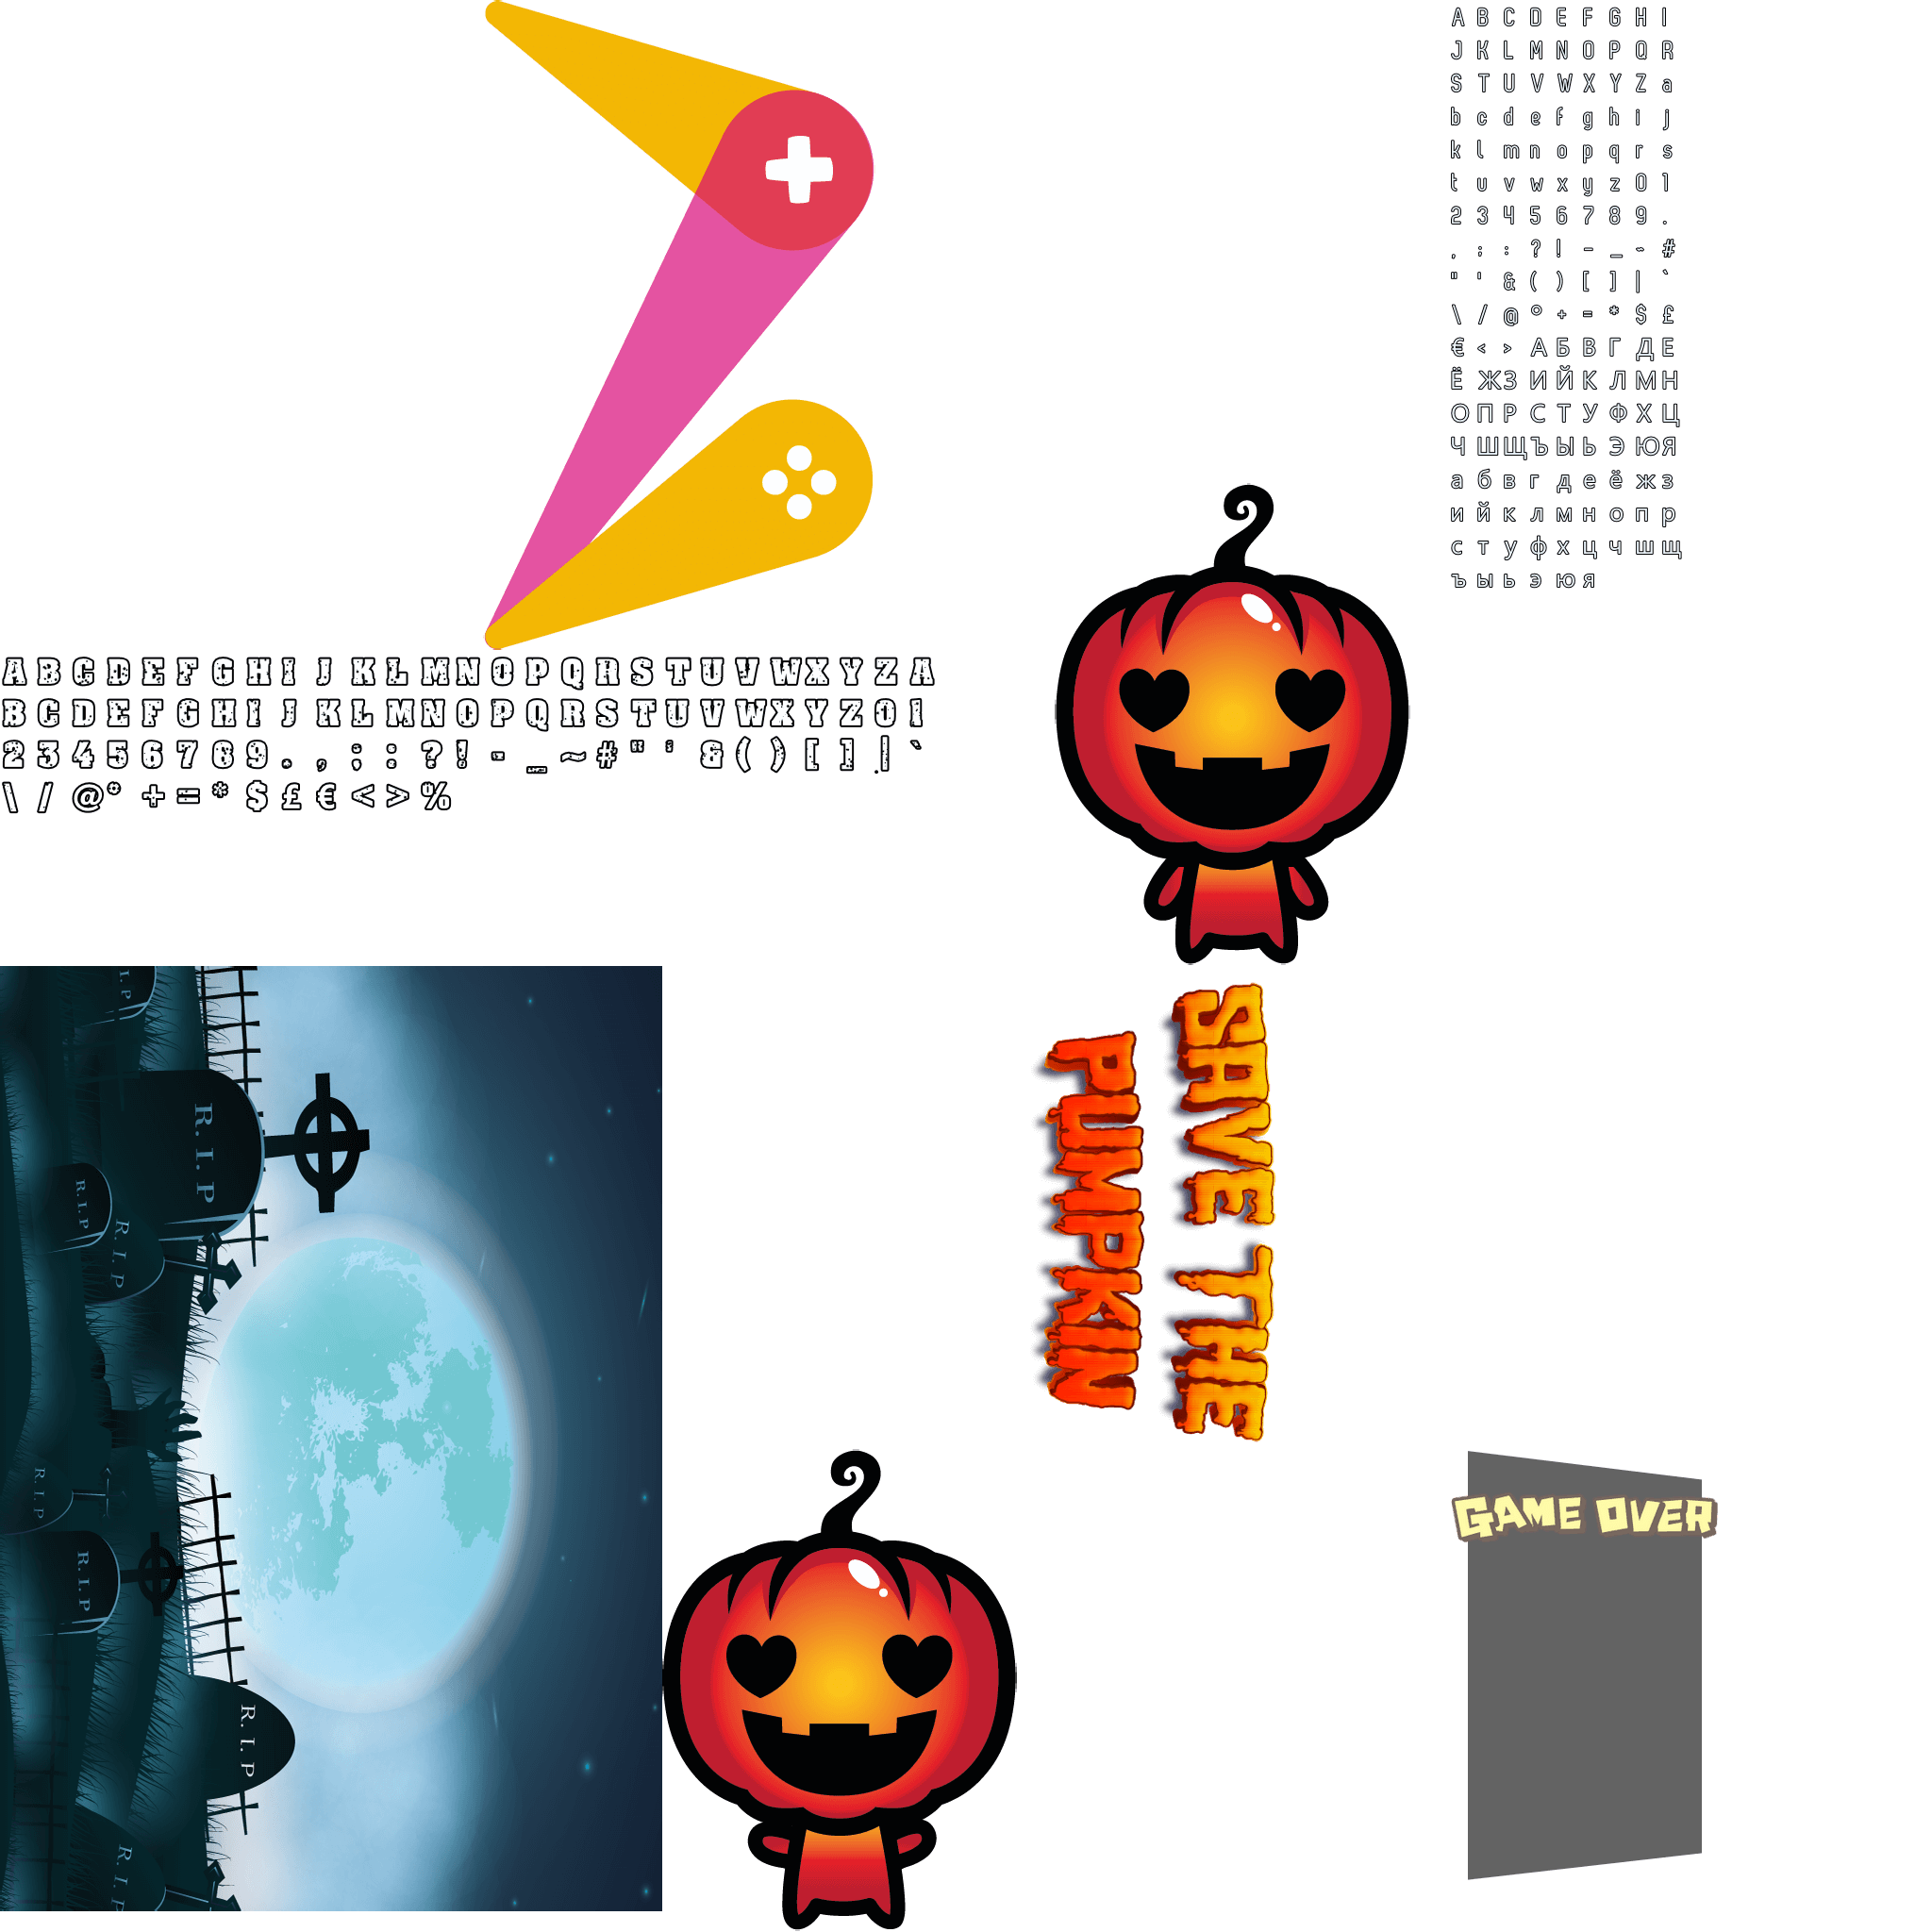 A B C D E F G H I
J K L M N O P Q R
S T U V W X Y Z a
b c d e f g h i j
k l m n o p q r s
t u v w x y z 0 1
2 3 4 5 6 7 8 9 .
, ; : ? ! - _ ~ #
" ' & ( ) [ ] | `
\ / @ ° + = * $ £
€ < > А Б В Г Д Е
Ё Ж З И Й К Л М Н
О П Р С Т У Ф Х Ц
Ч Ш Щ Ъ Ы Ь Э Ю Я
а б в г д е ё ж з
и й к л м н о п р
с т у ф х ц ч ш щ
ъ ы ь э ю я
A B C D E F G H I J K L M N O P Q R S T U V W X Y Z A
B C D E F G H I J K L M N O P Q R S T U V W X Y Z 0 1
2 3 4 5 6 7 8 9 . , ; : ? ! - _ ~ # " ' & ( ) [ ] | `
\ / @ ° + = * $ £ € < > %
R.I.P
R.I.P
R.I.P
R.I.P
R.I.P
R.I.P
R.I.P
R.I.P
SAVE THE
PUMPKIN
GAME OVER